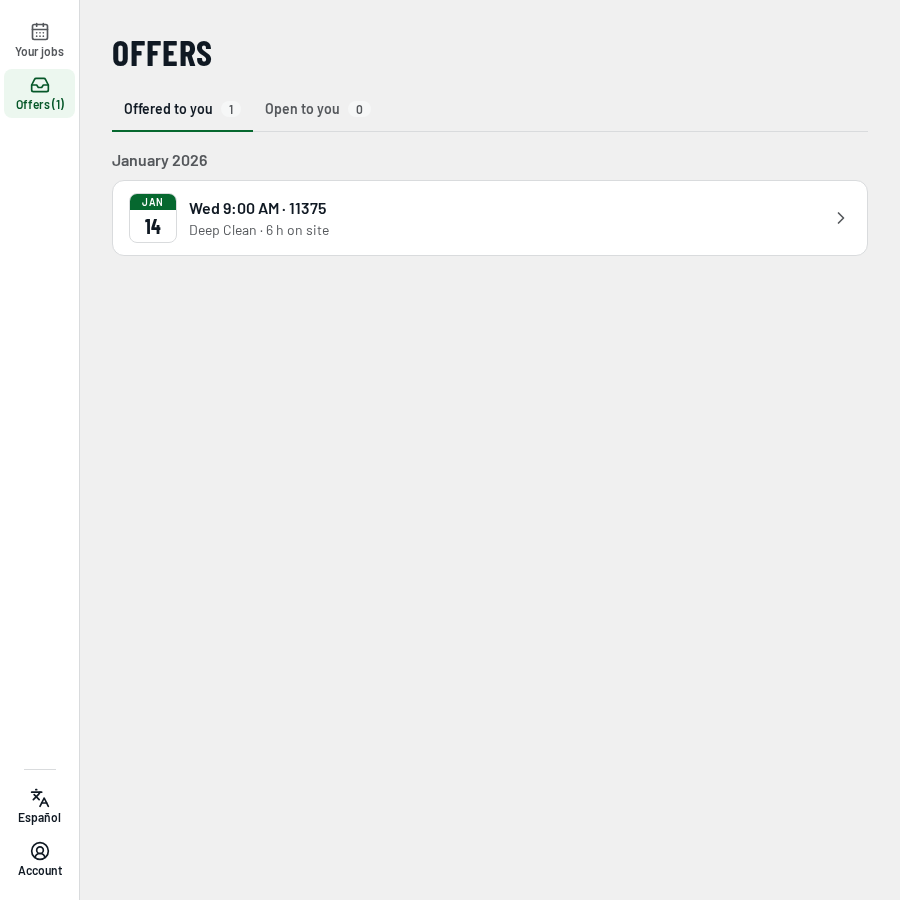 Your jobs
Offers (1)
Español
Account
OFFERS
Offered to you 1
Open to you 0
January 2026
JAN
14
Wed 9:00 AM · 11375
Deep Clean · 6 h on site